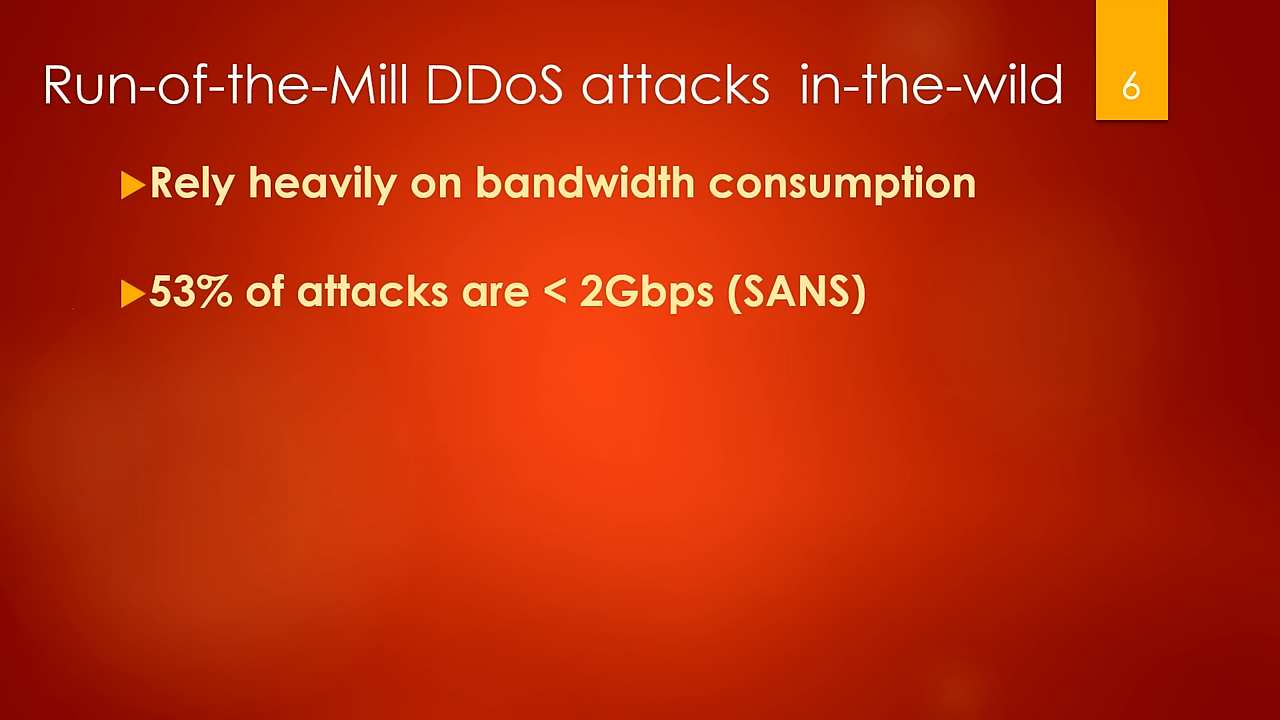 Run-of-the-Mill DDoS attacks in-the-wild
6
Rely heavily on bandwidth consumption
53% of attacks are < 2Gbps (SANS)